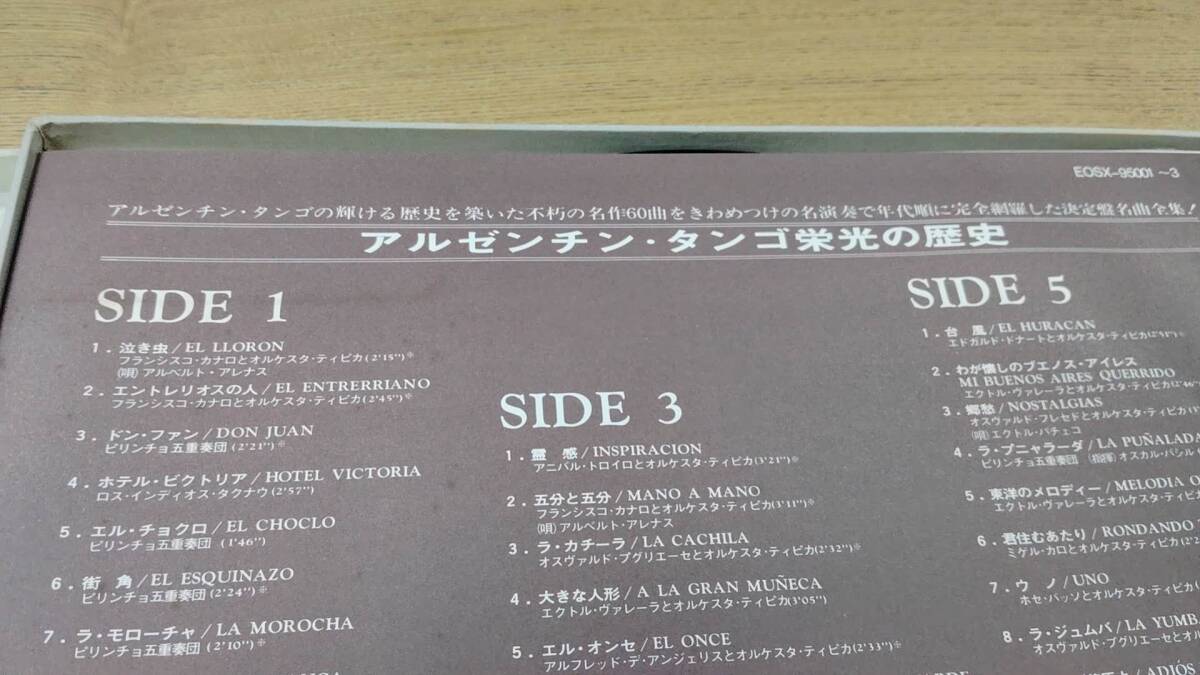 EOSX-95001～3
アルゼンチン・タンゴの輝ける歴史を築いた不朽の名作60曲をきわめつけの名演奏で年代順に完全網羅した決定盤名曲全集！
アルゼンチン・タンゴ栄光の歴史
SIDE 1
1．泣き虫／EL LLORON
フランシスコ・カナロとオルケスタ・ティピカ(2'15")※
(唄)アルベルト・アレナス
2．エントレリオスの人／EL ENTRERRIANO
フランシスコ・カナロとオルケスタ・ティピカ(2'45")※
3．ドン・ファン／DON JUAN
ピリンチョ五重奏団 (2'21")※
4．ホテル・ビクトリア／HOTEL VICTORIA
ロス・インディオス・タクナウ(2'57")
5．エル・チョクロ／EL CHOCLO
ピリンチョ五重奏団 (1'46")
6．街 角／EL ESQUINAZO
ピリンチョ五重奏団(2'24")※
7．ラ・モローチャ／LA MOROCHA
ピリンチョ五重奏団(2'10")※
SIDE 3
1．霊 感／INSPIRACION
アニバル・トロイロとオルケスタ・ティピカ(3'21")※
2．五分と五分／MANO A MANO
フランシスコ・カナロとオルケスタ・ティピカ(3'11")※
(唄)アルベルト・アレナス
3．ラ・カチーラ／LA CACHILA
オスヴァルド・プグリエーセとオルケスタ・ティピカ(2'32")※
4．大きな人形／A LA GRAN MUÑECA
エクトル・ヴァレーラとオルケスタ・ティピカ(3'05")
5．エル・オンセ／EL ONCE
アルフレッド・デ・アンジェリスとオルケスタ・ティピカ(2'33")※
SIDE 5
1．台 風／EL HURACAN
エドガルド・ドナートとオルケスタ・ティピカ(2'51")※
2．わが懐しのブエノス・アイレス
MI BUENOS AIRES QUERRIDO
エクトル・ヴァレーラとオルケスタ・ティピカ(2'46"
3．郷愁／NOSTALGIAS
オスヴァルド・フレセドとオルケスタ・ティピカ
(唄)エクトル・パチェコ
4．ラ・プニャラーダ／LA PUÑALADA
ピリンチョ五重奏団 (指揮)オスカル・バシル
5．東洋のメロディー／MELODIA O
エクトル・ヴァレーラとオルケスタ・ティピ
6．君住むあたり／RONDANDO
ミゲル・カロとオルケスタ・ティピカ(2'2
7．ウ ノ／UNO
ホセ・バッソとオルケスタ・ティピカ
8．ラ・ジュムバ／LA YUMB
オスヴァルド・プグリエーセとオ
ADIÓS